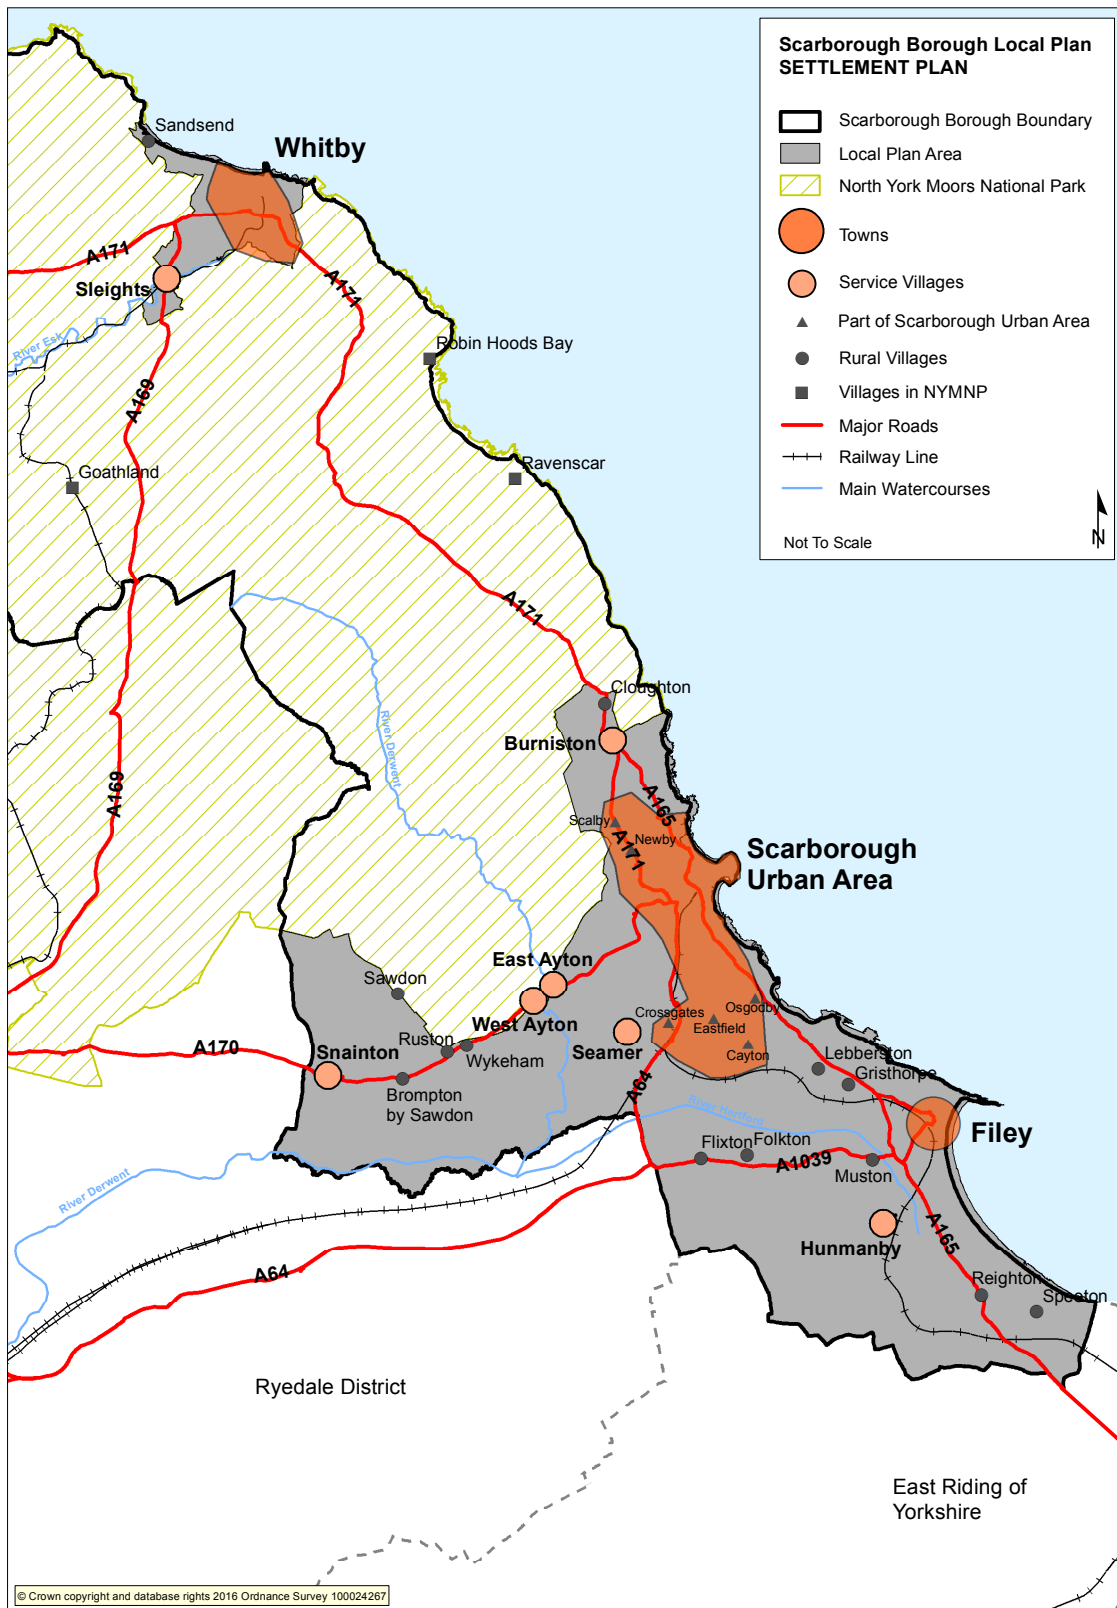 Scarborough Borough Local Plan
SETTLEMENT PLAN
Scarborough Borough Boundary
Local Plan Area
North York Moors National Park
Towns
Service Villages
Part of Scarborough Urban Area
Rural Villages
Villages in NYMNP
Major Roads
Railway Line
Main Watercourses
Not To Scale
N
Sandsend
Whitby
A171
Sleights
A171
River Esk
Robin Hoods Bay
A169
Goathland
Ravenscar
A171
Cloughton
River Derwent
Burniston
A169
A165
Scalby
Newby
A171
Scarborough
Urban Area
East Ayton
Sawdon
West Ayton
Crossgates
Osgodby
Eastfield
Cayton
Seamer
Ruston
Wykeham
A170
Snainton
Brompton
by Sawdon
Lebberston
Gristhorpe
A64
River Hertford
Filey
Flixton
Folkton
A1039
Muston
River Derwent
Hunmanby
A165
A64
Reighton
Speeton
Ryedale District
East Riding of
Yorkshire
© Crown copyright and database rights 2016 Ordnance Survey 100024267